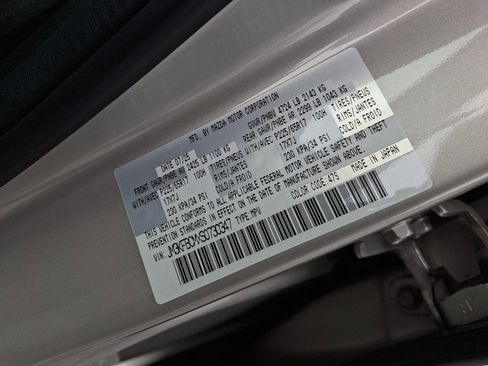 MFD. BY MAZDA MOTOR CORPORATION
DATE 07/25 GVWR/PNBV 4724 LB 2143 KG
FRONT GAWR/PNBE AV 2425 LB 1100 KG REAR GAWR/PNBE AR 2299 LB 1043 KG
WITH/AVEC P225/65R17 100H TIRES/PNEUS WITH/AVEC P225/65R17 100H TIRES/PNEUS
17X7J RIMS/JANTES 17X7J RIMS/JANTES
230 KPA/34 PSI COLD/A FROID 230 KPA/34 PSI COLD/A FROID
THIS VEHICLE CONFORMS TO ALL APPLICABLE FEDERAL MOTOR VEHICLE SAFETY AND THEFT
PREVENTION STANDARDS IN EFFECT ON THE DATE OF MANUFACTURE SHOWN ABOVE.
VIN: TYPE MPV COLOR CODE 47S MADE IN JAPAN